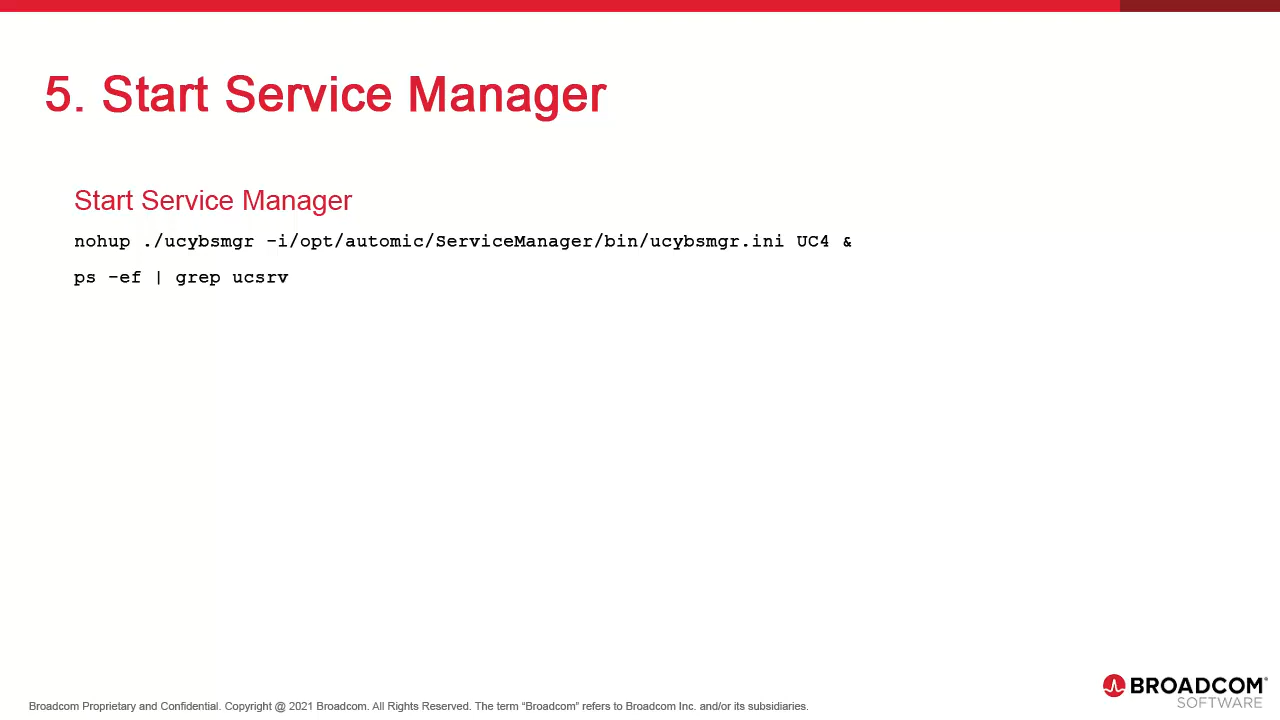 5. Start Service Manager
Start Service Manager
nohup ./ucybsmgr -i/opt/automic/ServiceManager/bin/ucybsmgr.ini UC4 &
ps -ef | grep ucsrv
Broadcom Proprietary and Confidential. Copyright @ 2021 Broadcom. All Rights Reserved. The term “Broadcom” refers to Broadcom Inc. and/or its subsidiaries.
BROADCOM®
SOFTWARE